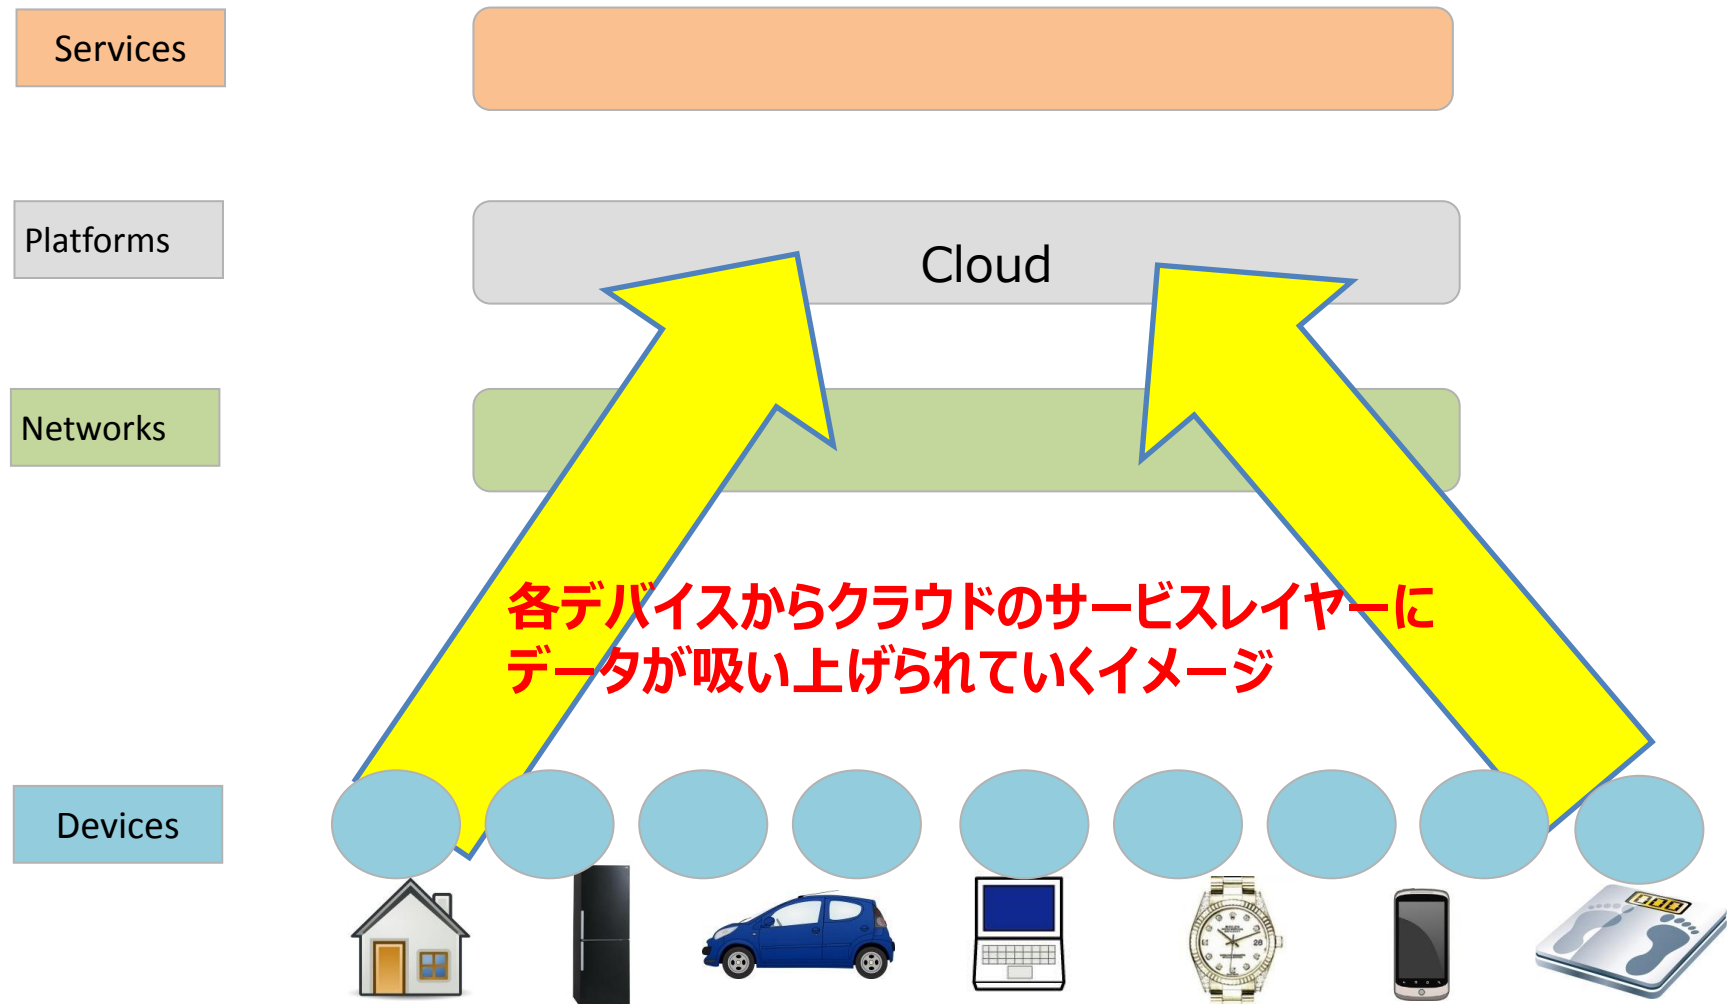 Services
Platforms
Cloud
Networks
各デバイスからクラウドのサービスレイヤーに
データが吸い上げられていくイメージ
Devices